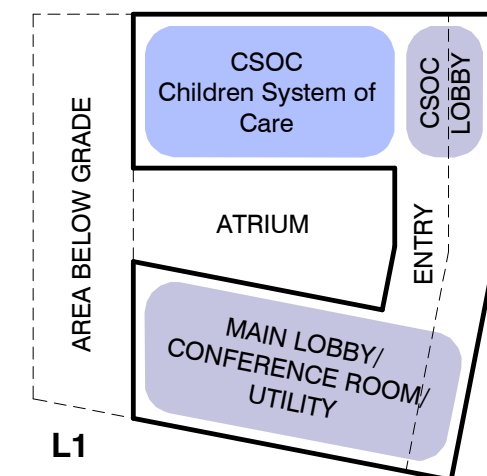 CSOC
Children System of
Care
CSOC
LOBBY
AREA BELOW GRADE
ATRIUM
ENTRY
MAIN LOBBY/
CONFERENCE ROOM/
UTILITY
L1